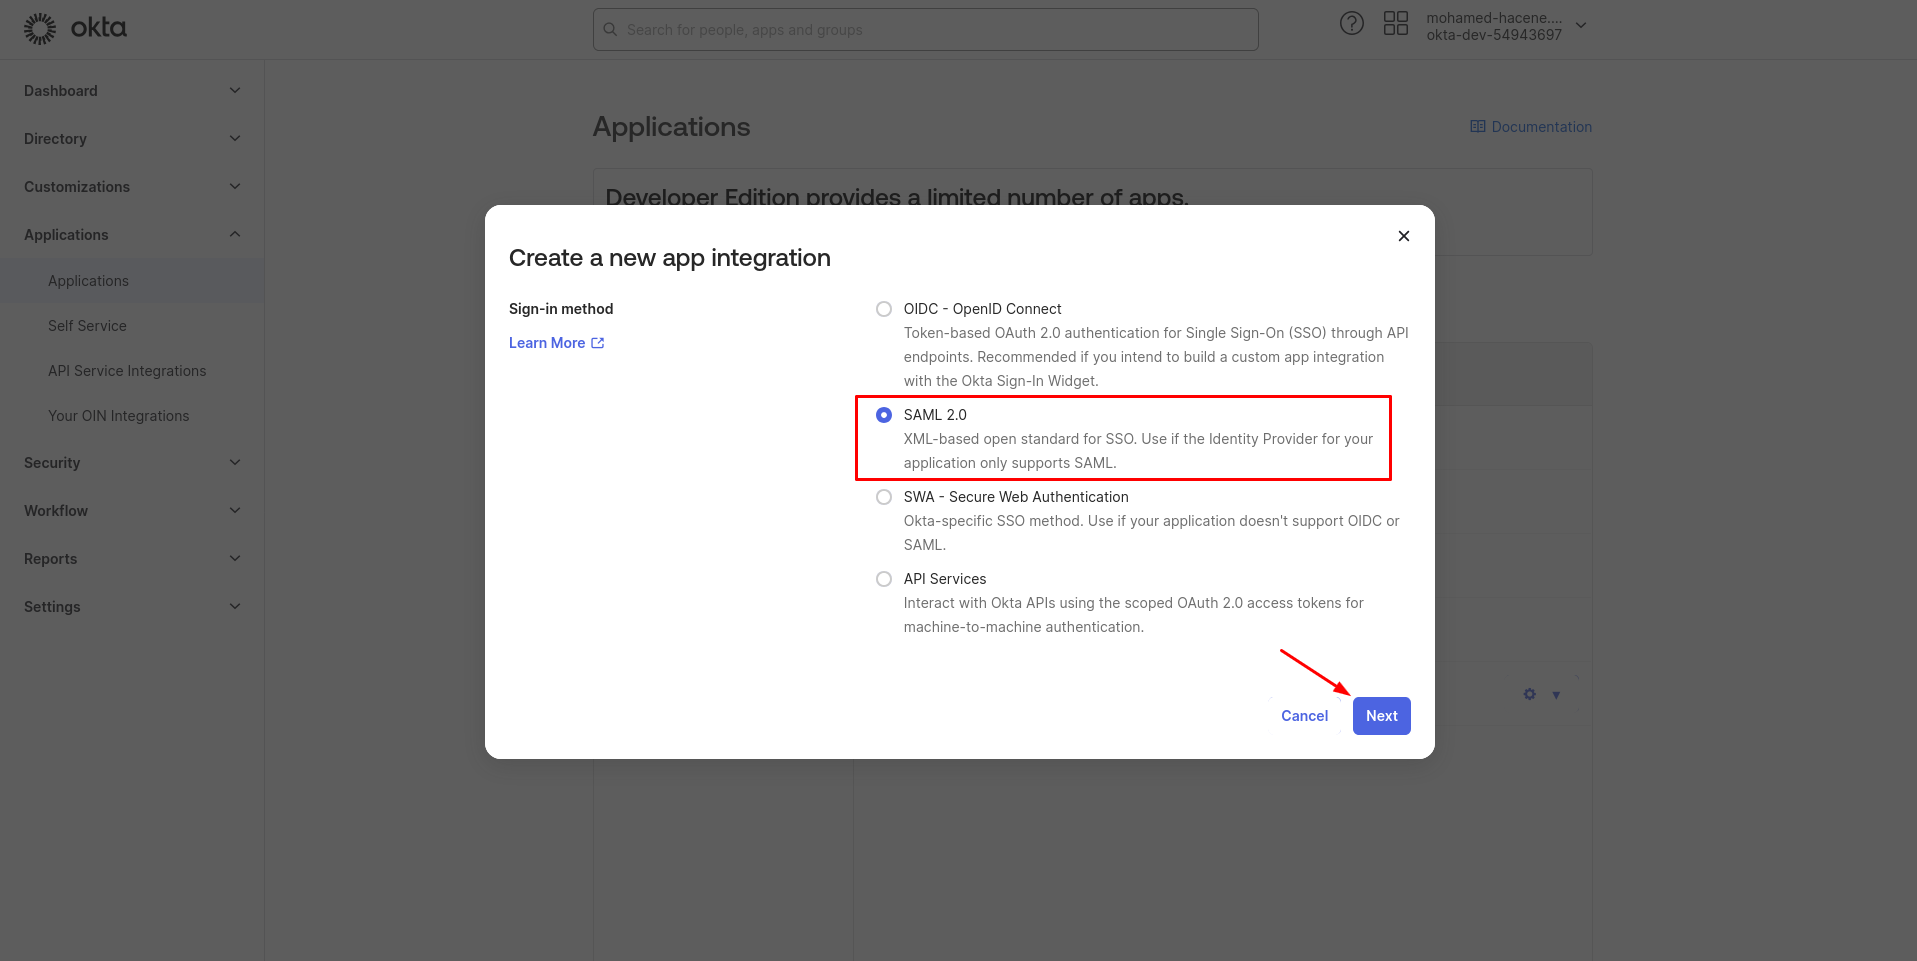 okta
Search for people, apps and groups
mohamed-hacene....
okta-dev-54943697
Dashboard
Directory
Customizations
Applications
Applications
Self Service
API Service Integrations
Your OIN Integrations
Security
Workflow
Reports
Settings
Applications
Documentation
Developer Edition provides a limited number of apps.
Create a new app integration
Sign-in method
Learn More
OIDC - OpenID Connect
Token-based OAuth 2.0 authentication for Single Sign-On (SSO) through API
endpoints. Recommended if you intend to build a custom app integration
with the Okta Sign-In Widget.
SAML 2.0
XML-based open standard for SSO. Use if the Identity Provider for your
application only supports SAML.
SWA - Secure Web Authentication
Okta-specific SSO method. Use if your application doesn't support OIDC or
SAML.
API Services
Interact with Okta APIs using the scoped OAuth 2.0 access tokens for
machine-to-machine authentication.
Cancel
Next